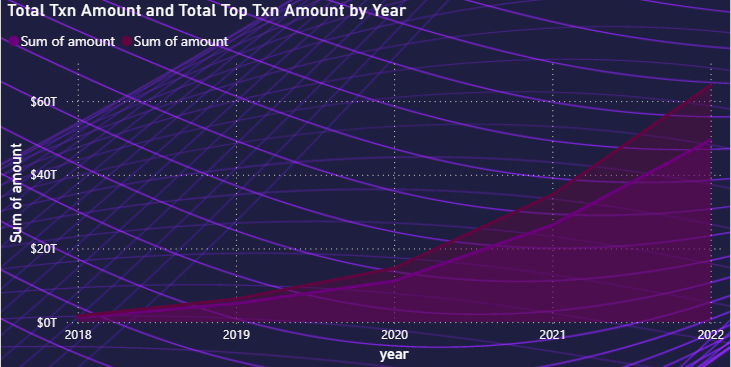 Total Txn Amount and Total Top Txn Amount by Year
Sum of amount Sum of amount
$60T
$40T
$20T
$0T
Sum of amount
2018 2019 2020 2021 2022
year